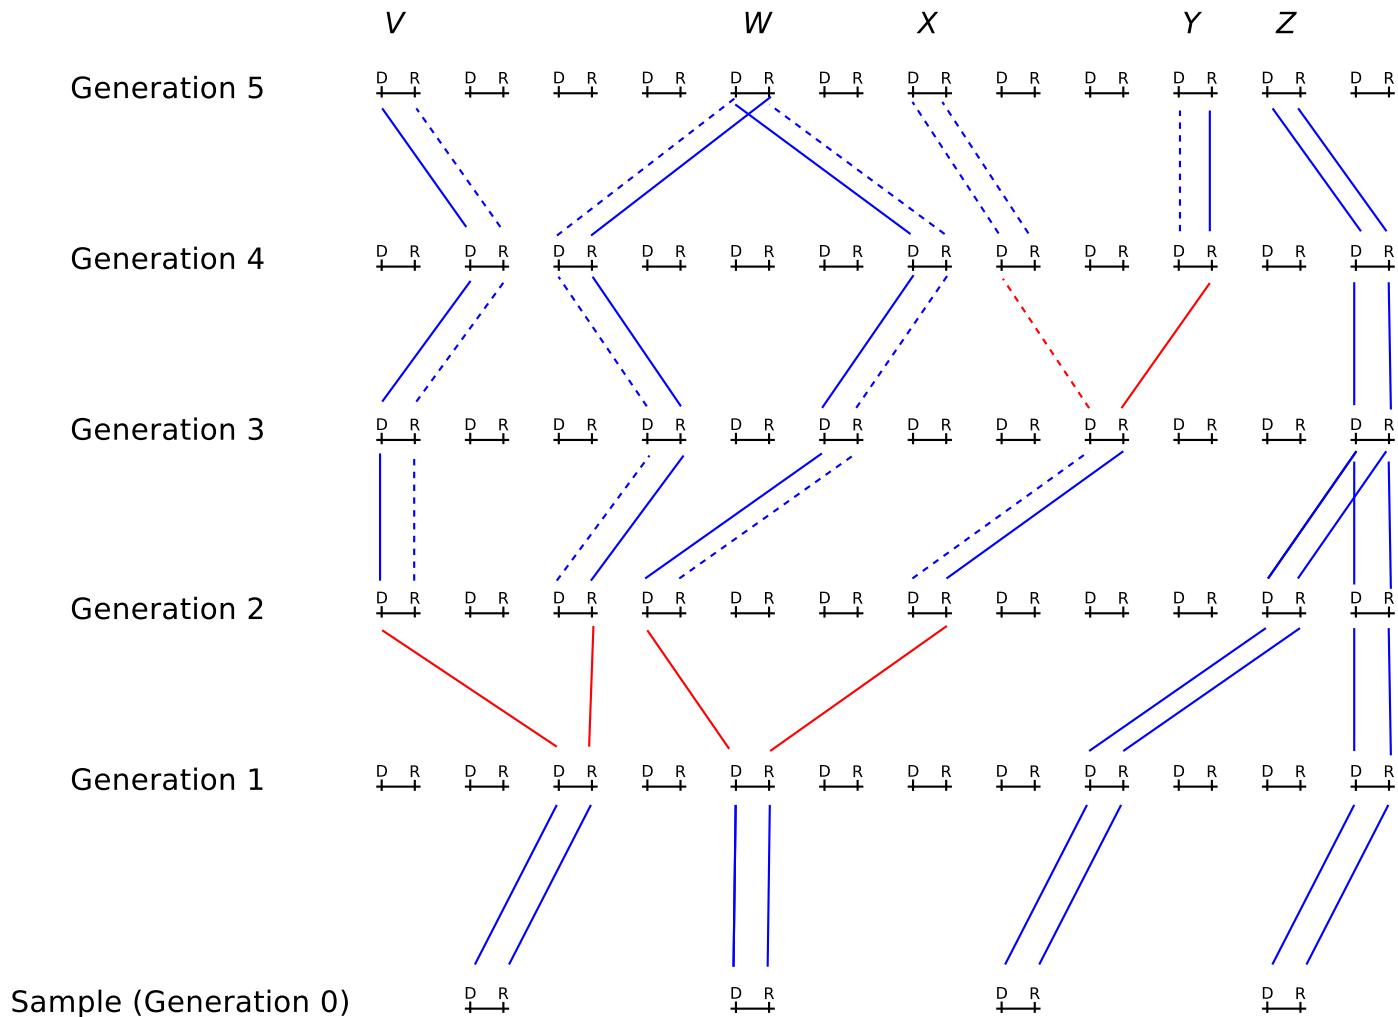 V W X Y Z
D R D R D R D R D R D R D R D R D R D R D R D R
Generation 5
D R D R D R D R D R D R D R D R D R D R D R D R
Generation 4
D R D R D R D R D R D R D R D R D R D R D R D R
Generation 3
D R D R D R D R D R D R D R D R D R D R D R D R
Generation 2
D R D R D R D R D R D R D R D R D R D R D R D R
Generation 1
D R D R D R D R
Sample (Generation 0)